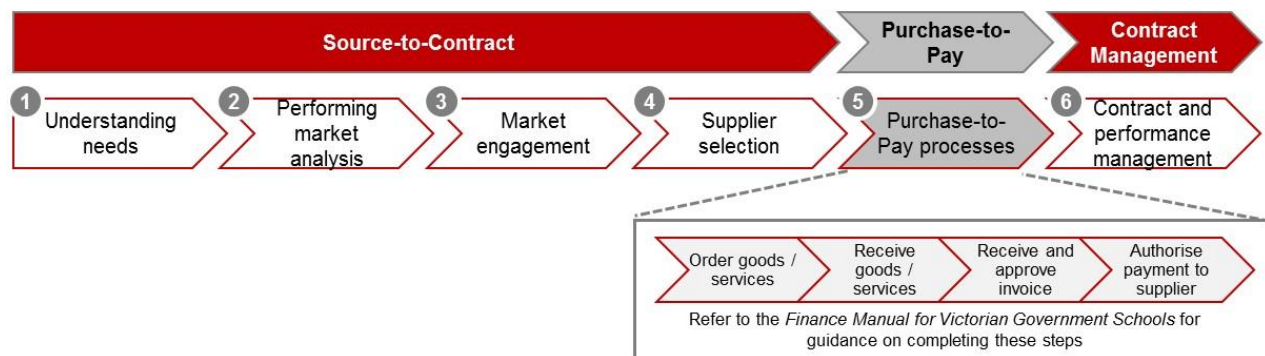 Source-to-Contract
Purchase-to-
Pay
Contract
Management
1
Understanding
needs
2
Performing
market
analysis
3
Market
engagement
4
Supplier
selection
5
Purchase-to-
Pay processes
6
Contract and
performance
management
Order goods /
services
Receive
goods /
services
Receive and
approve
invoice
Authorise
payment to
supplier
Refer to the Finance Manual for Victorian Government Schools for
guidance on completing these steps